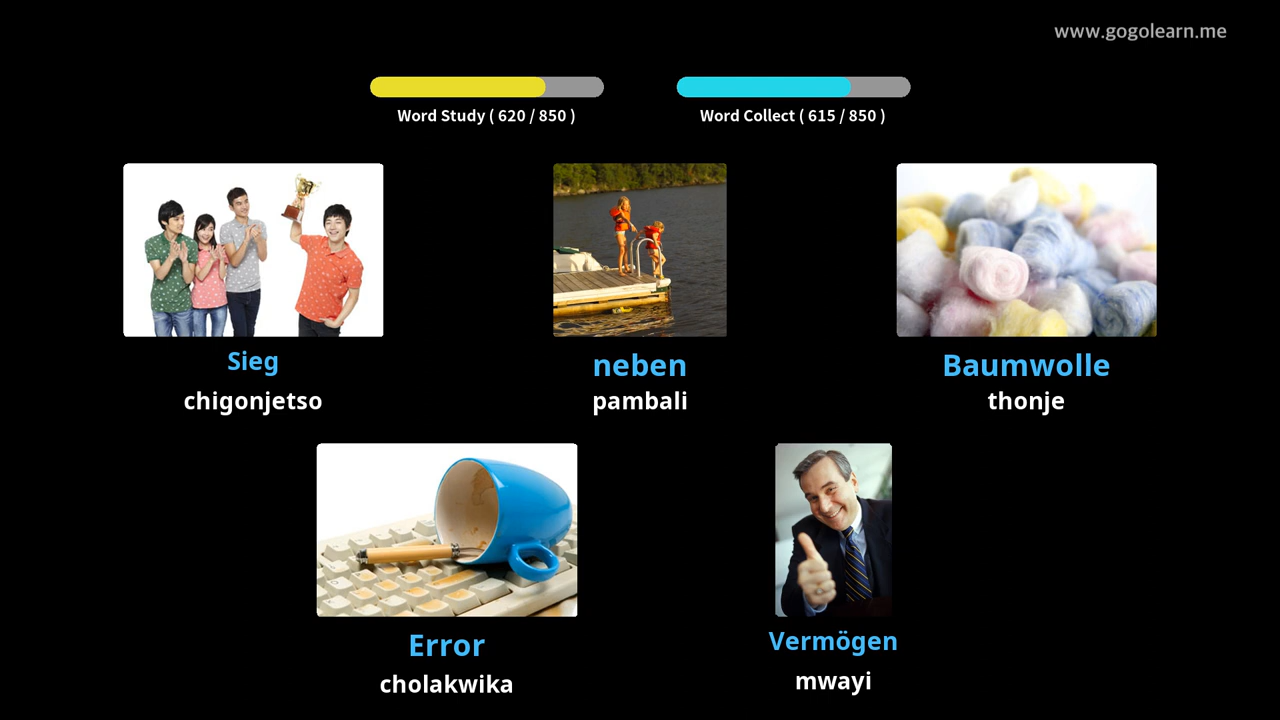 www.gogolearn.me
Word Study ( 620 / 850 )
Word Collect ( 615 / 850 )
Sieg
chigonjetso
neben
pambali
Baumwolle
thonje
Error
cholakwika
Vermögen
mwayi